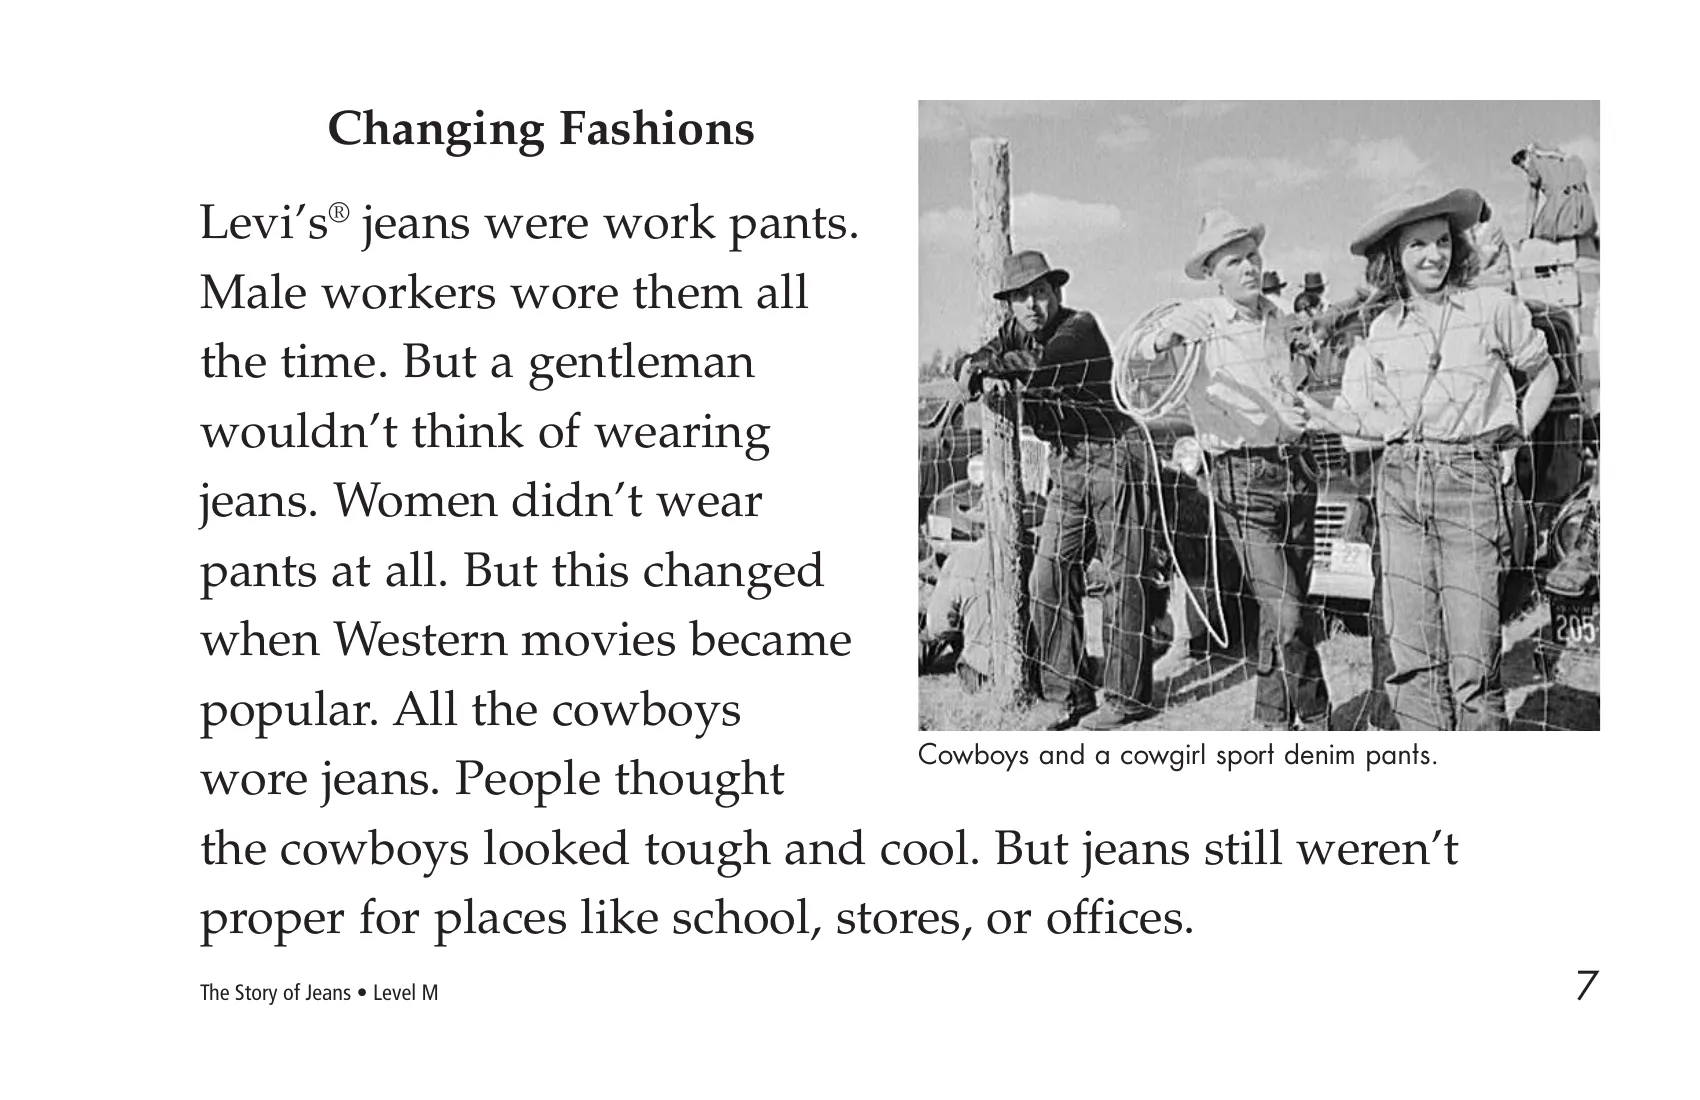 Changing Fashions
Levi’s® jeans were work pants.
Male workers wore them all
the time. But a gentleman
wouldn’t think of wearing
jeans. Women didn’t wear
pants at all. But this changed
when Western movies became
popular. All the cowboys
wore jeans. People thought
the cowboys looked tough and cool. But jeans still weren’t
proper for places like school, stores, or offices.
205
Cowboys and a cowgirl sport denim pants.
The Story of Jeans • Level M
7